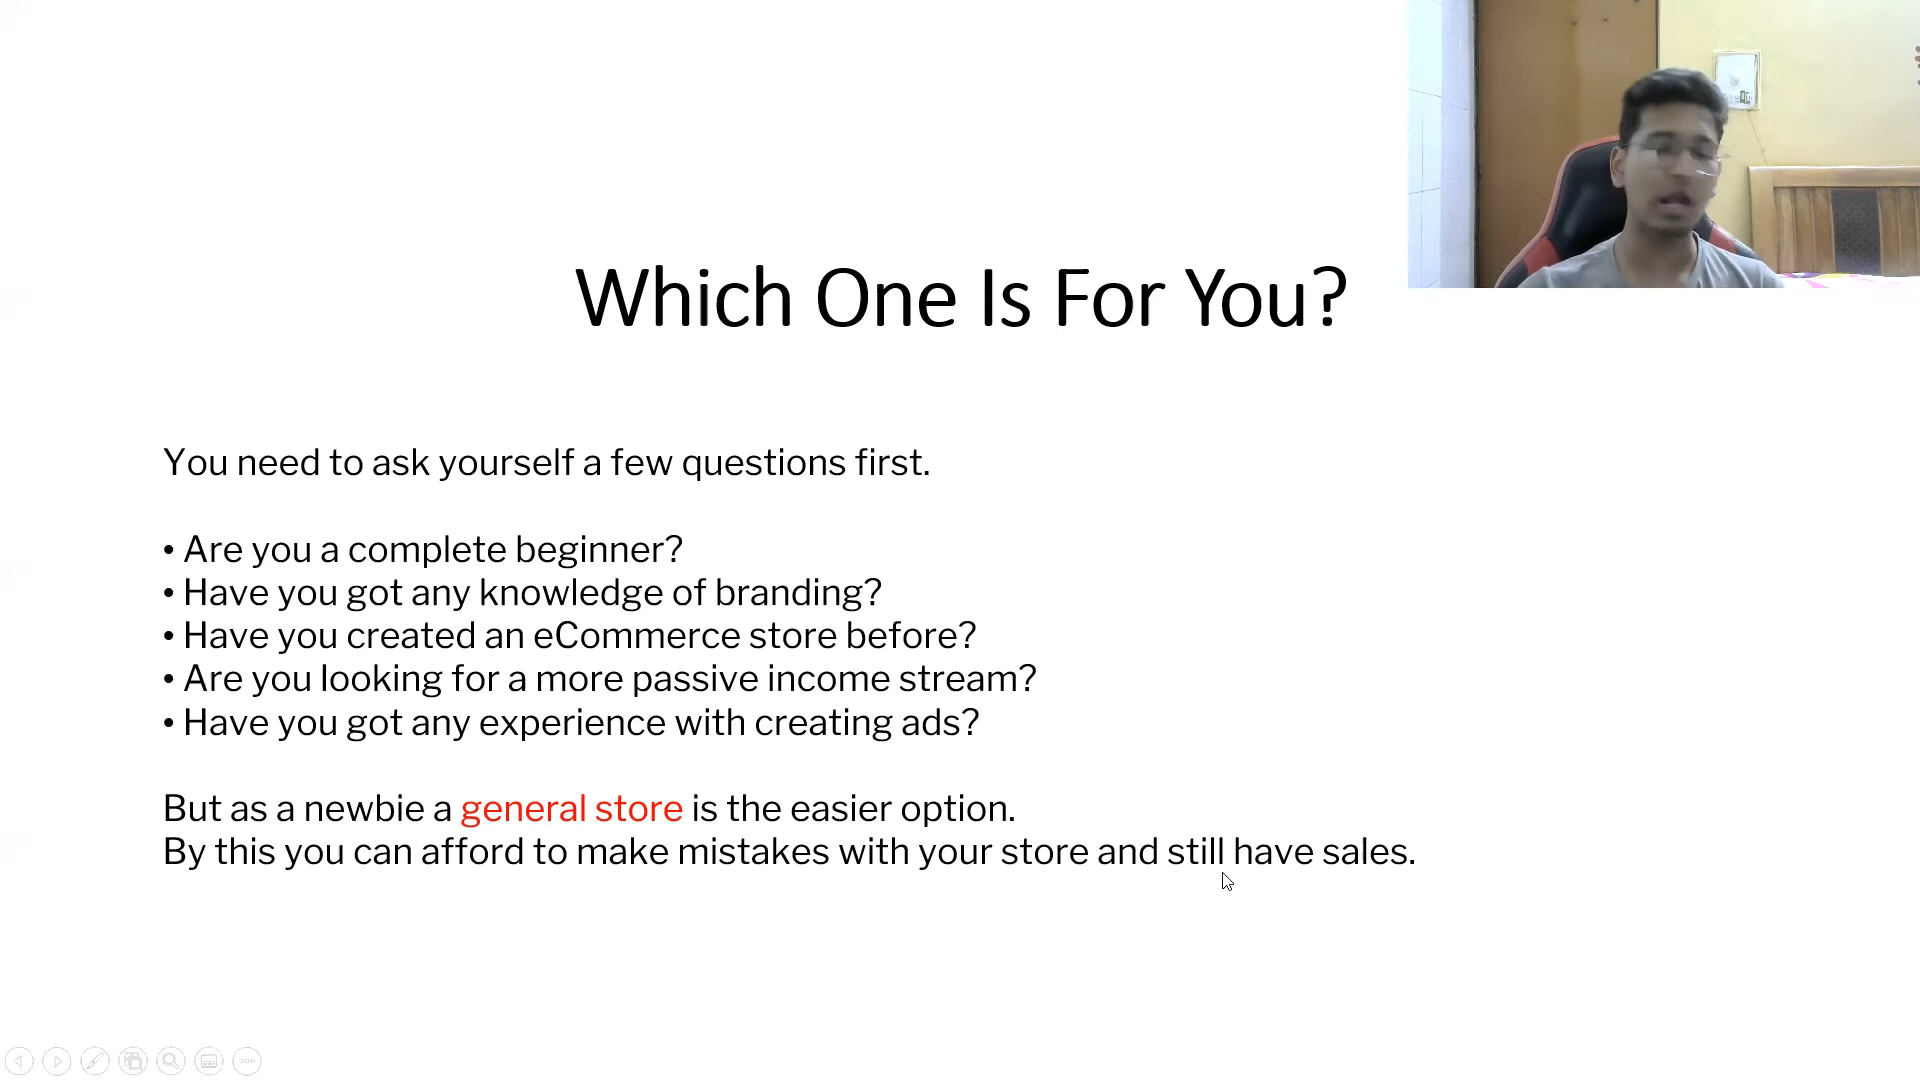 Which One Is For You?
You need to ask yourself a few questions first.
• Are you a complete beginner?
• Have you got any knowledge of branding?
• Have you created an eCommerce store before?
• Are you looking for a more passive income stream?
• Have you got any experience with creating ads?
But as a newbie a general store is the easier option.
By this you can afford to make mistakes with your store and still have sales.